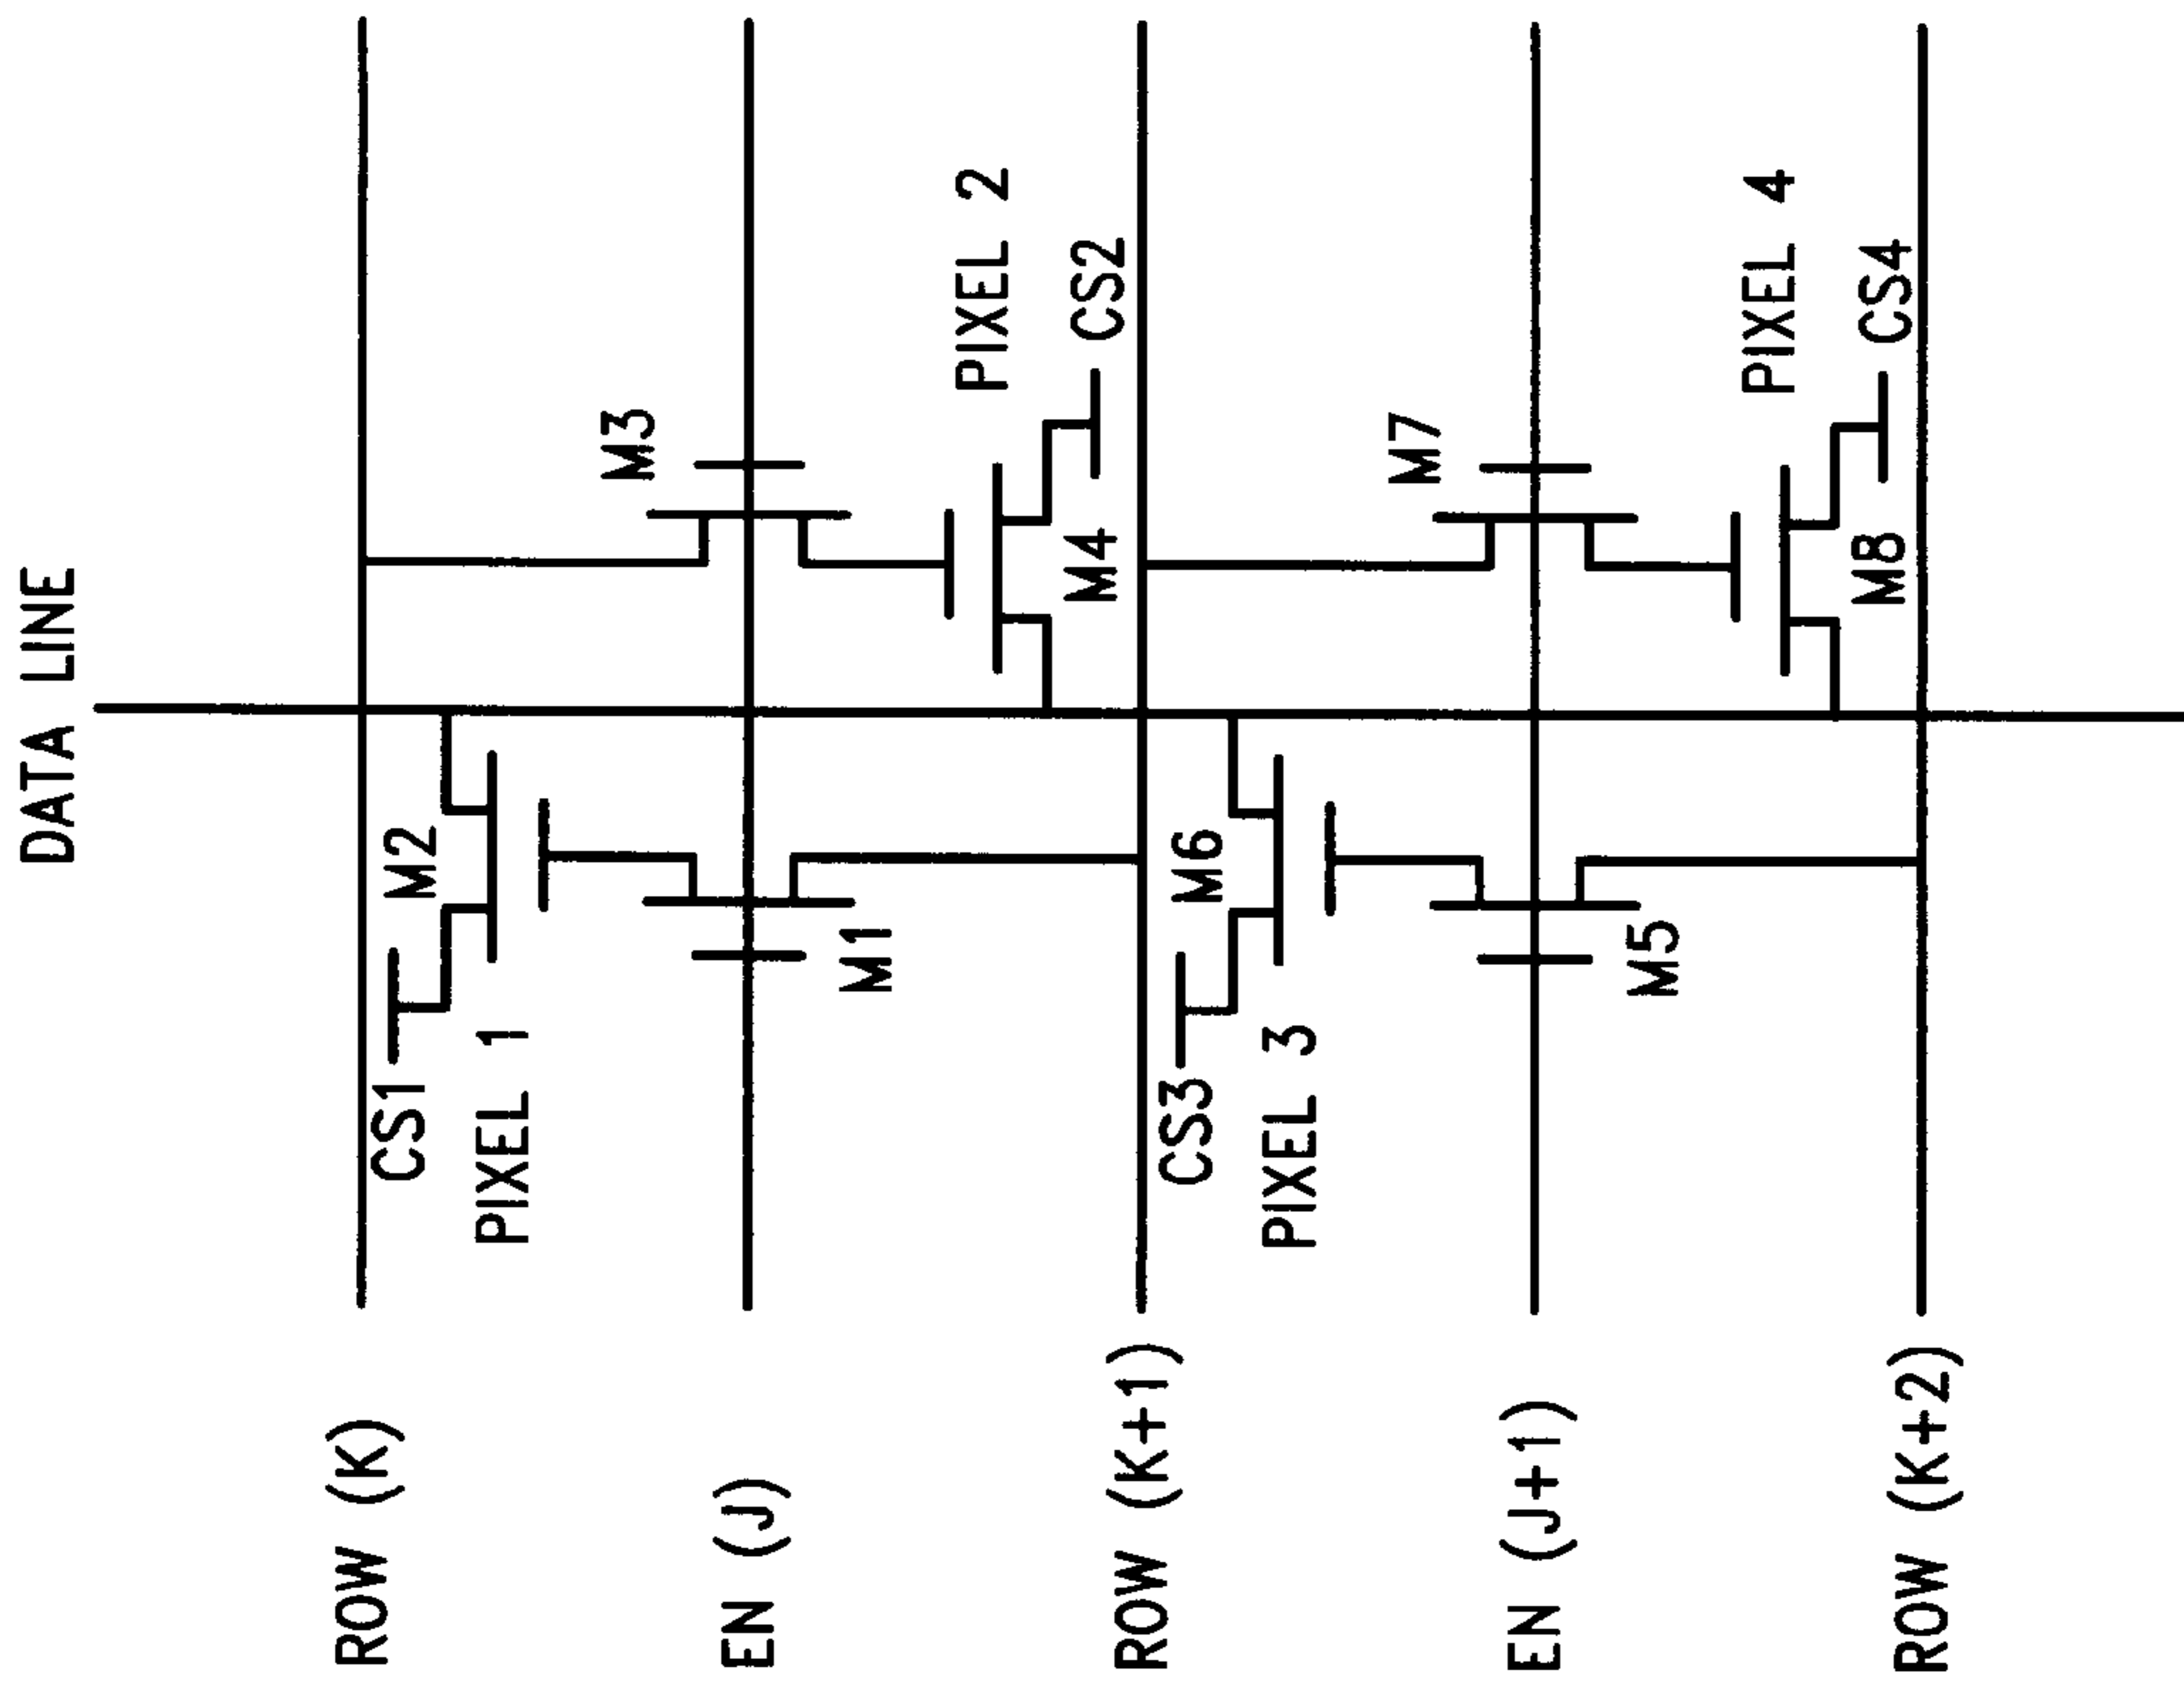 DATA LINE
ROW (K)
EN (J)
ROW (K+1)
EN (J+1)
ROW (K+2)
CS1
M2
PIXEL 1
M1
M3
PIXEL 2
CS2
M4
CS3
M6
PIXEL 3
M5
M7
PIXEL 4
CS4
M8